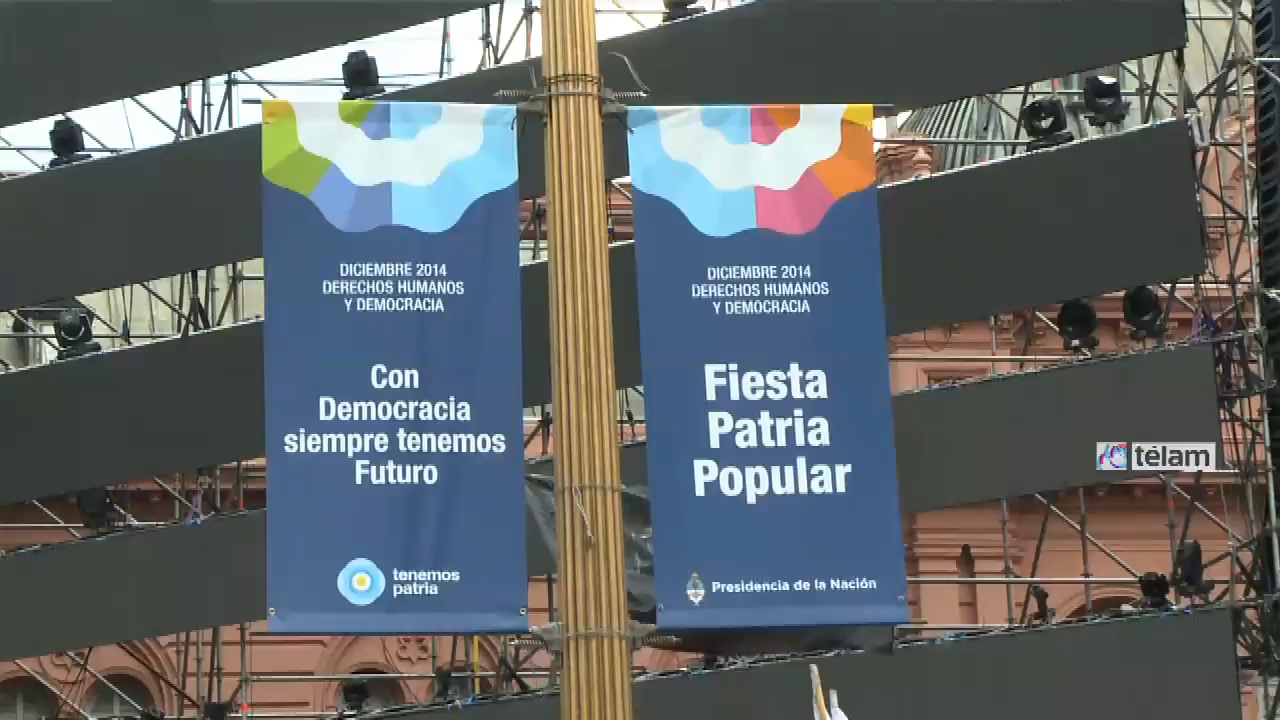 DICIEMBRE 2014
DERECHOS HUMANOS
Y DEMOCRACIA
Con
Democracia
siempre tenemos
Futuro
tenemos
patria
DICIEMBRE 2014
DERECHOS HUMANOS
Y DEMOCRACIA
Fiesta
Patria
Popular
Presidencia de la Nación
télam